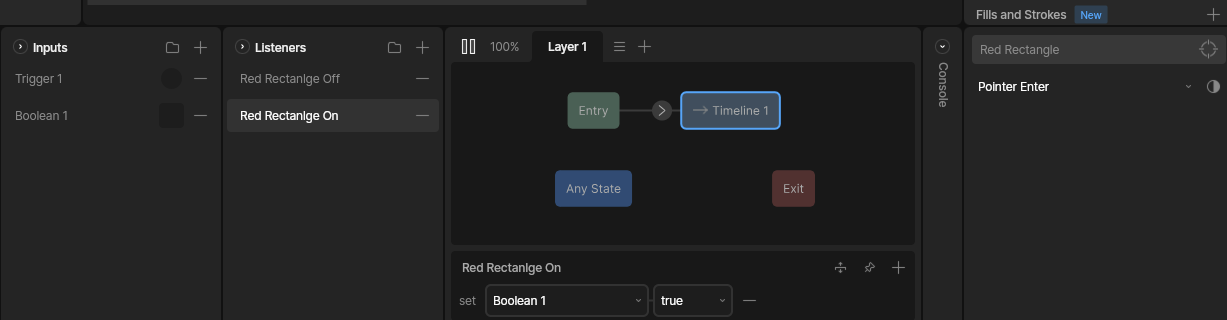 Fills and Strokes New
Inputs
Trigger 1
Boolean 1
Listeners
Red Rectanlge Off
Red Rectanlge On
100%
Layer 1
Entry
Timeline 1
Any State
Exit
Red Rectanlge On
set Boolean 1 true
Console
Red Rectangle
Pointer Enter